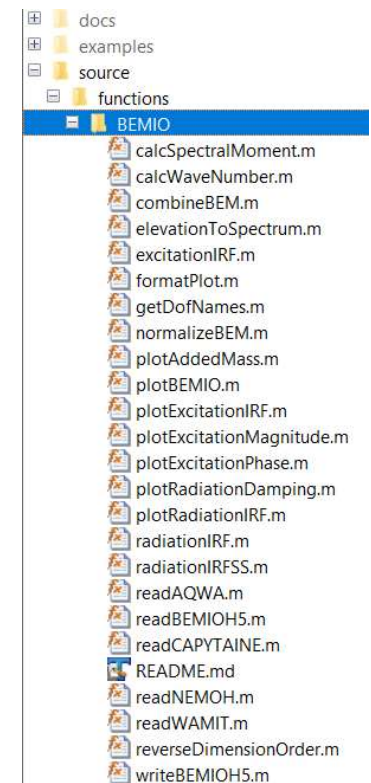 docs
examples
source
functions
BEMIO
calcSpectralMoment.m
calcWaveNumber.m
combineBEM.m
elevationToSpectrum.m
excitationIRF.m
formatPlot.m
getDofNames.m
normalizeBEM.m
plotAddedMass.m
plotBEMIO.m
plotExcitationIRF.m
plotExcitationMagnitude.m
plotExcitationPhase.m
plotRadiationDamping.m
plotRadiationIRF.m
radiationIRF.m
radiationIRFSS.m
readAQWA.m
readBEMIOH5.m
readCAPYTAINE.m
README.md
readNEMOH.m
readWAMIT.m
reverseDimensionOrder.m
writeBEMIOH5.m